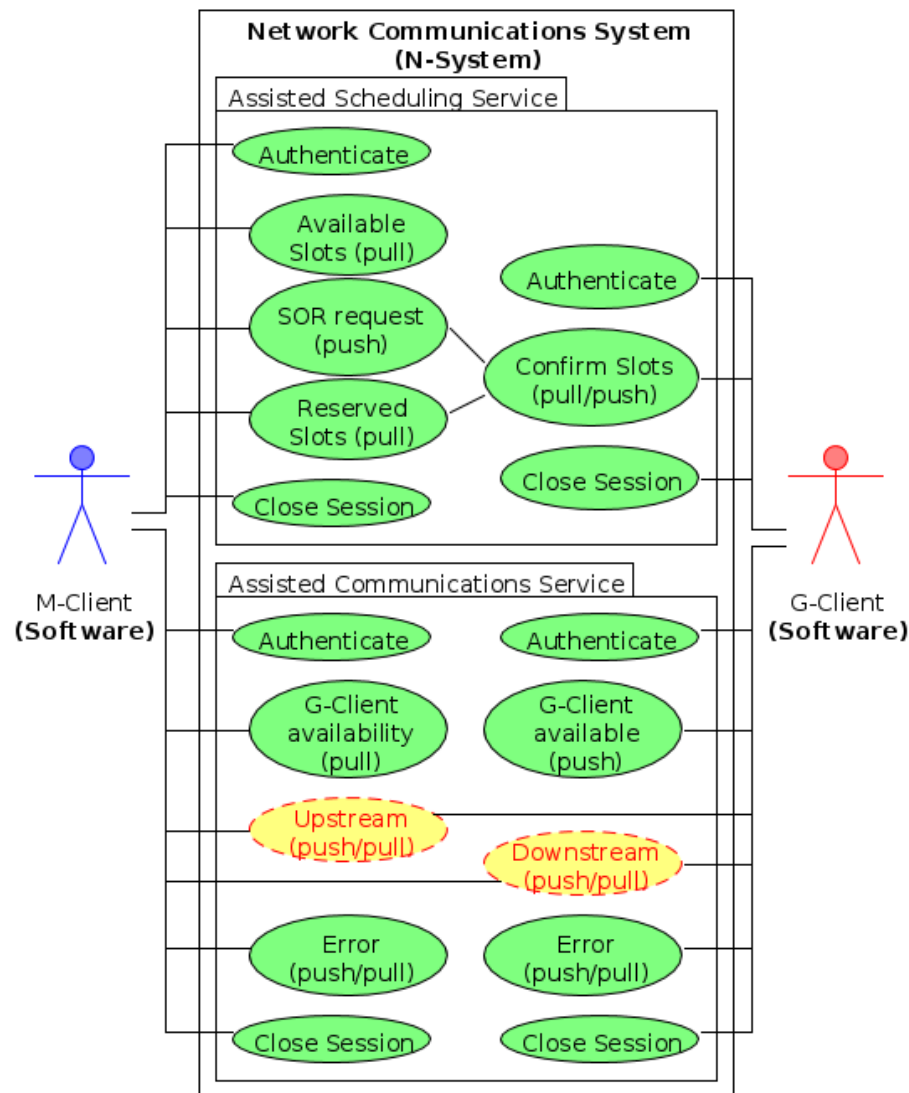 Network Communications System
(N-System)
Assisted Scheduling Service
Authenticate
Available
Slots (pull)
Authenticate
SOR request
(push)
Confirm Slots
(pull/push)
Reserved
Slots (pull)
Close Session
Close Session
M-Client
(Software)
G-Client
(Software)
Assisted Communications Service
Authenticate
Authenticate
G-Client
availability
(pull)
G-Client
available
(push)
Upstream
(push/pull)
Downstream
(push/pull)
Error
(push/pull)
Error
(push/pull)
Close Session
Close Session